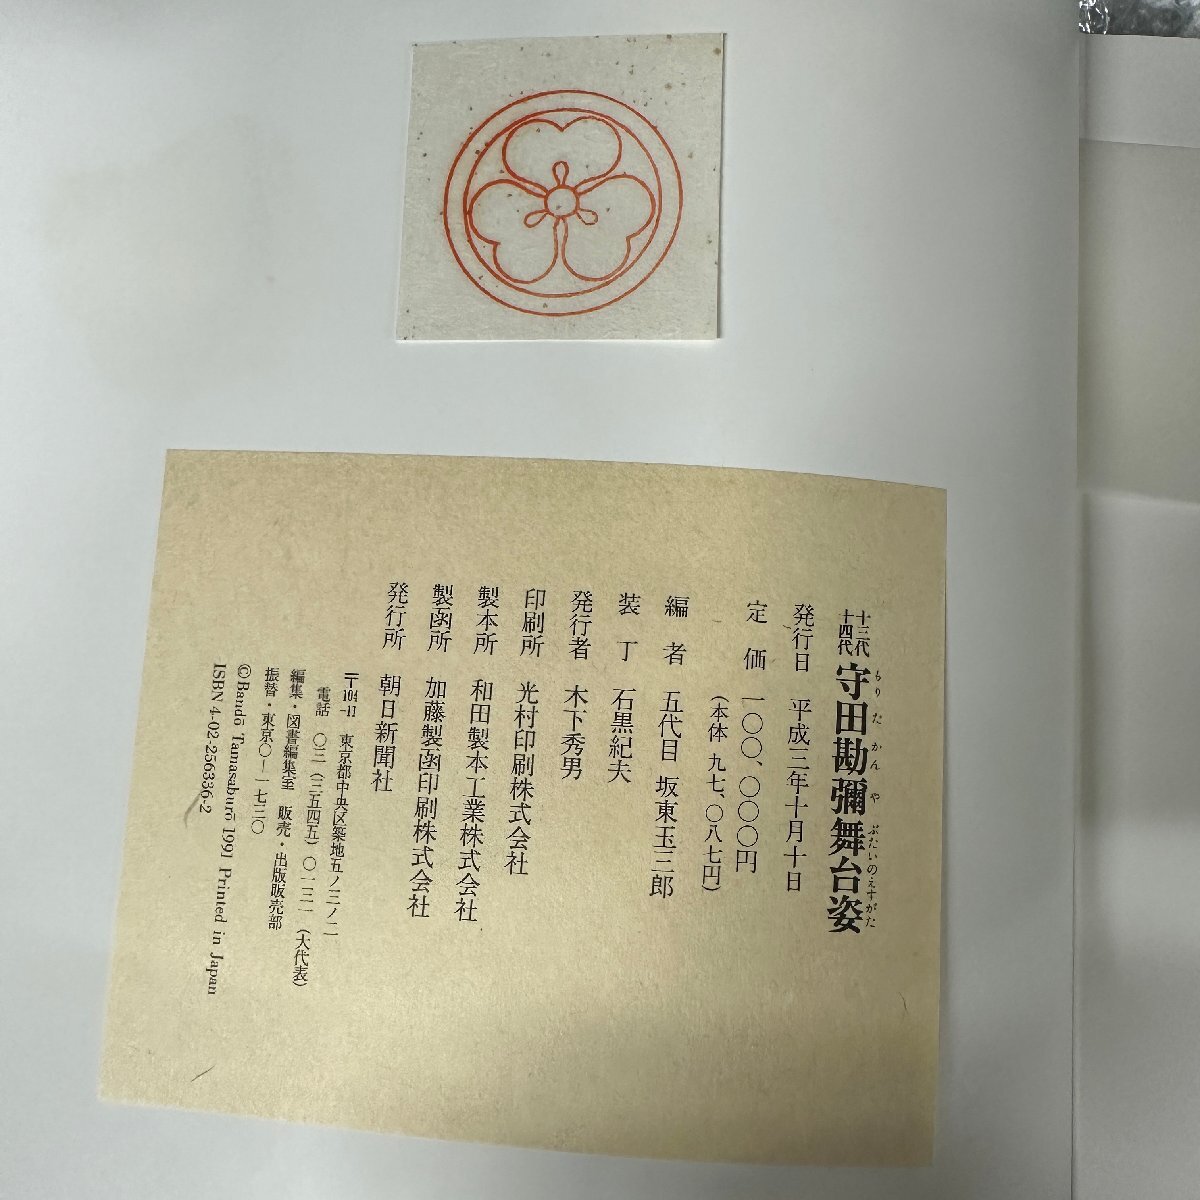 十三代
十四代
守田勘彌舞台姿
もりたかんや
ぶたいのえすがた
発行日 平成三年十月十日
定価 一〇〇、〇〇〇円
（本体 九七、〇八七円）
編者 五代目 坂東玉三郎
装丁 石黒紀夫
発行者 木下秀男
印刷所 光村印刷株式会社
製本所 和田製本工業株式会社
製函所 加藤製函印刷株式会社
発行所 朝日新聞社
〒104-11 東京都中央区築地五ノ三ノ二
電話 〇三（三五四五）〇一三一（大代表）
編集・図書編集室 販売・出版販売部
振替・東京〇−一七三〇
©Bandō Tamasaburō 1991 Printed in Japan
ISBN 4-02-256336-2